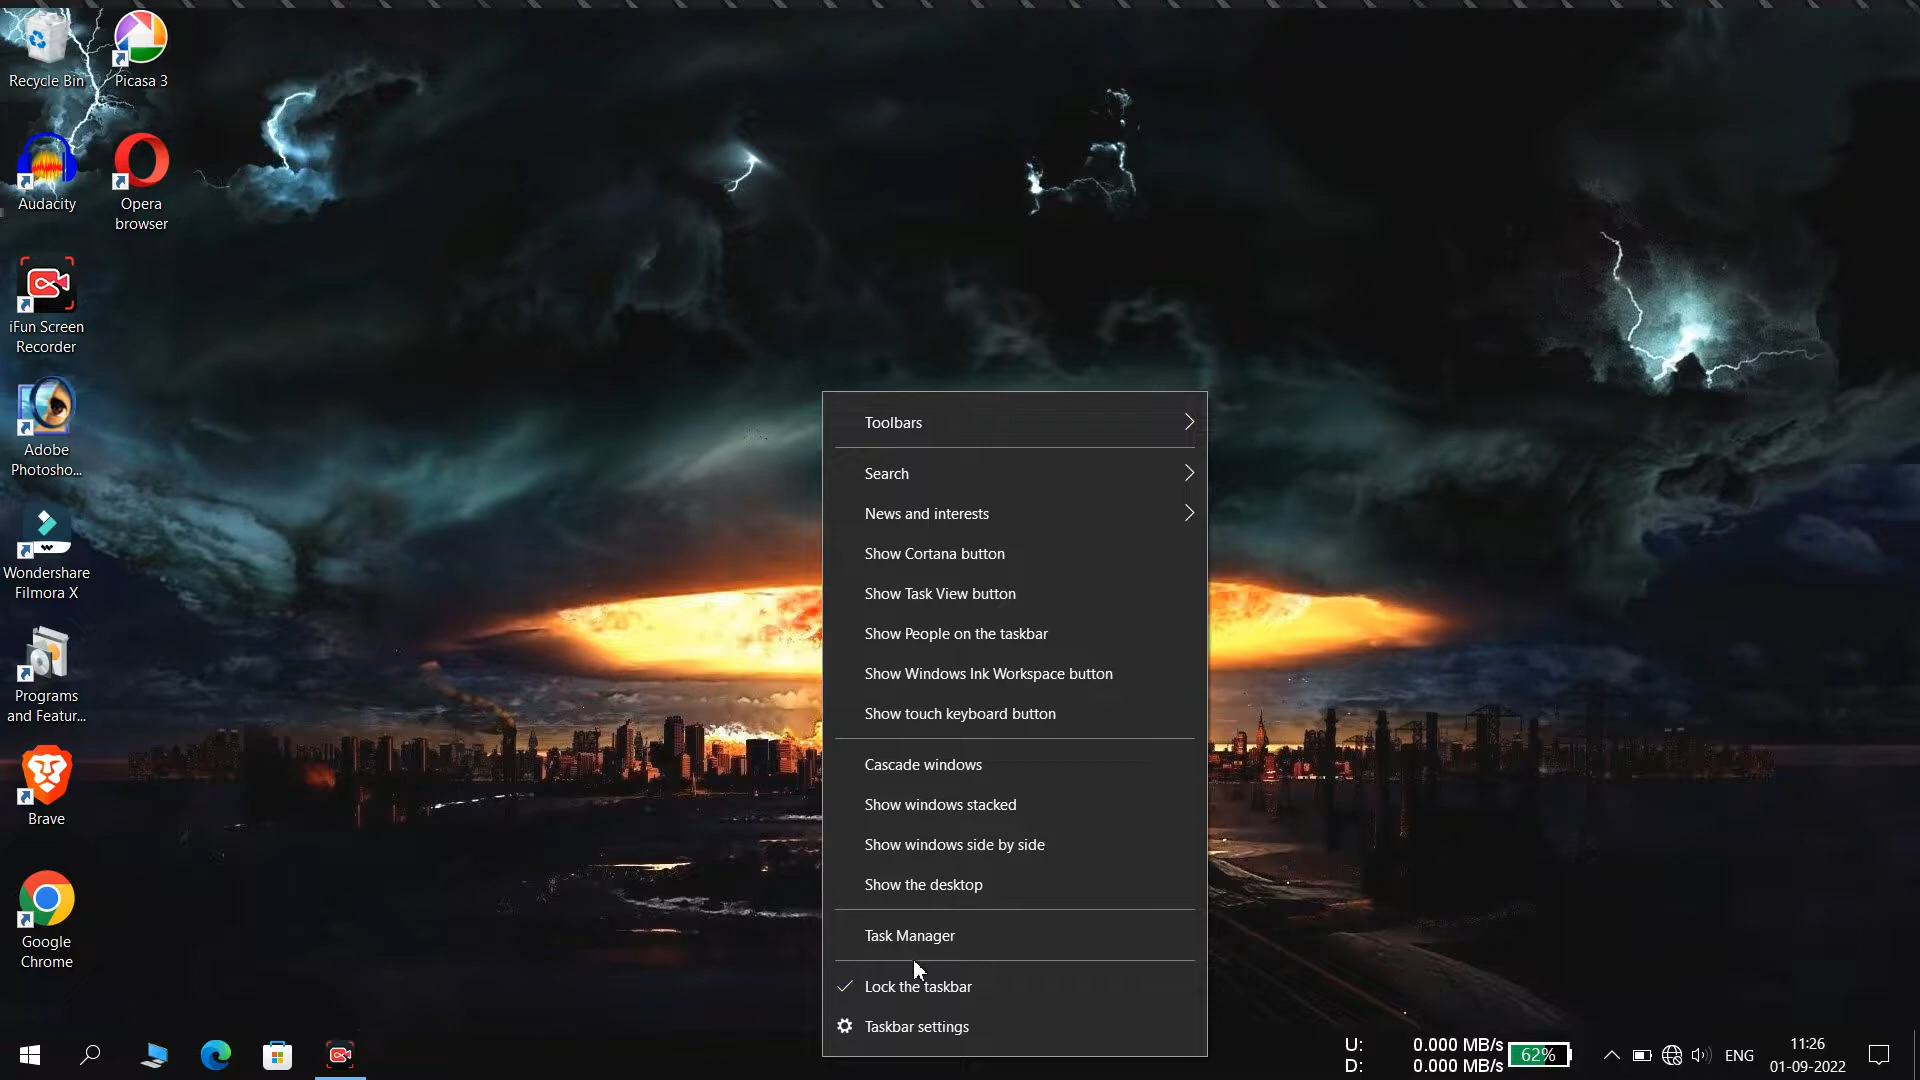 Recycle Bin
Picasa 3
Audacity
Opera
browser
iFun Screen
Recorder
Adobe
Photosho...
Wondershare
Filmora X
Programs
and Featur...
Brave
Google
Chrome
Toolbars
Search
News and interests
Show Cortana button
Show Task View button
Show People on the taskbar
Show Windows Ink Workspace button
Show touch keyboard button
Cascade windows
Show windows stacked
Show windows side by side
Show the desktop
Task Manager
Lock the taskbar
Taskbar settings
U: 0.000 MB/s
D: 0.000 MB/s
62%
ENG
11:26
01-09-2022